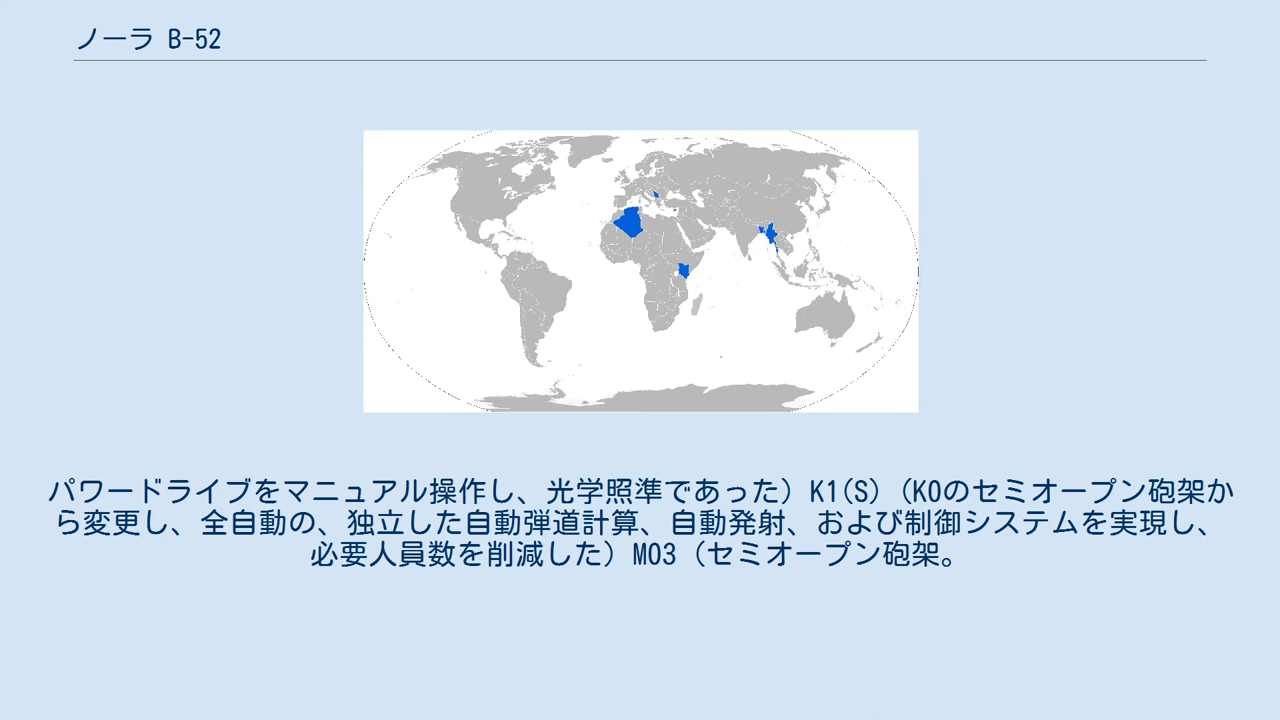 ノーラ B-52
パワードライブをマニュアル操作し、光学照準であった）K1(S)（K0のセミオープン砲架か
ら変更し、全自動の、独立した自動弾道計算、自動発射、および制御システムを実現し、
必要人員数を削減した）M03（セミオープン砲架。